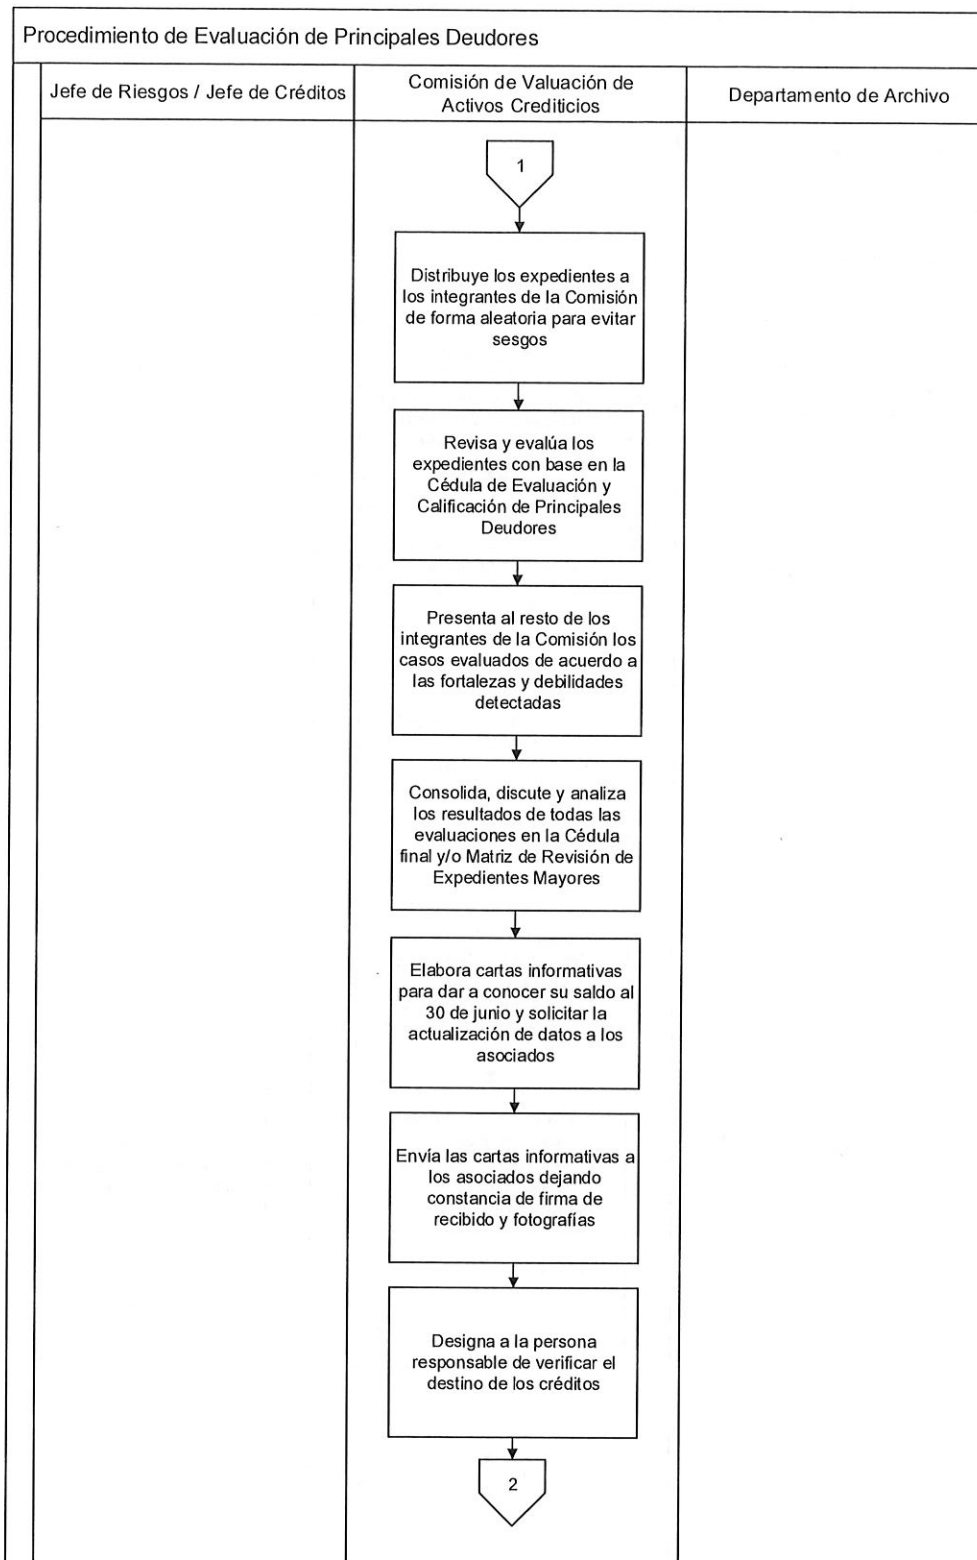 Procedimiento de Evaluación de Principales Deudores
Jefe de Riesgos / Jefe de Créditos
Comisión de Valuación de
Activos Crediticios
Departamento de Archivo
1
Distribuye los expedientes a
los integrantes de la Comisión
de forma aleatoria para evitar
sesgos
Revisa y evalúa los
expedientes con base en la
Cédula de Evaluación y
Calificación de Principales
Deudores
Presenta al resto de los
integrantes de la Comisión los
casos evaluados de acuerdo a
las fortalezas y debilidades
detectadas
Consolida, discute y analiza
los resultados de todas las
evaluaciones en la Cédula
final y/o Matriz de Revisión de
Expedientes Mayores
Elabora cartas informativas
para dar a conocer su saldo al
30 de junio y solicitar la
actualización de datos a los
asociados
Envía las cartas informativas a
los asociados dejando
constancia de firma de
recibido y fotografías
Designa a la persona
responsable de verificar el
destino de los créditos
2